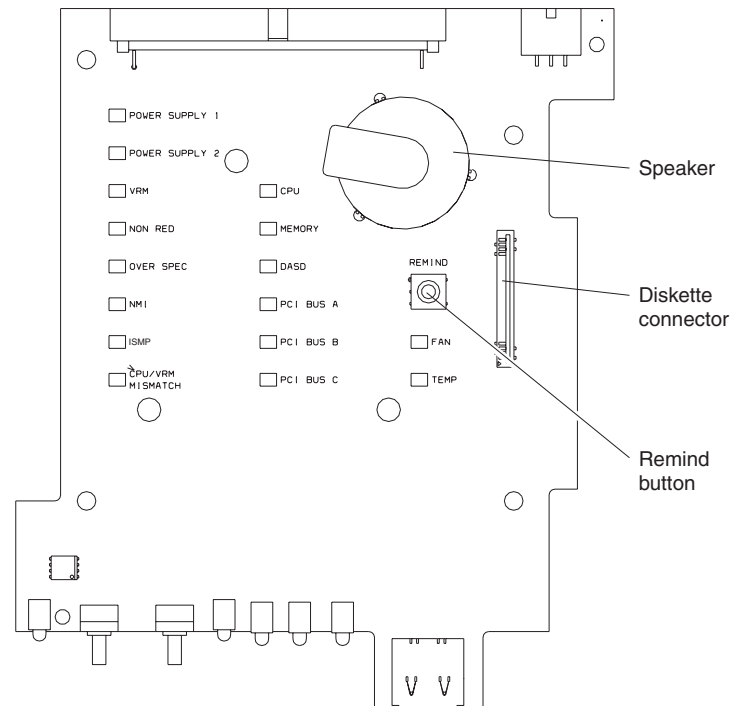 POWER SUPPLY 1
POWER SUPPLY 2
VRM
NON RED
OVER SPEC
NMI
ISMP
CPU/VRM
MISMATCH
CPU
MEMORY
DASD
PCI BUS A
PCI BUS B
PCI BUS C
REMIND
FAN
TEMP
Speaker
Diskette
connector
Remind
button